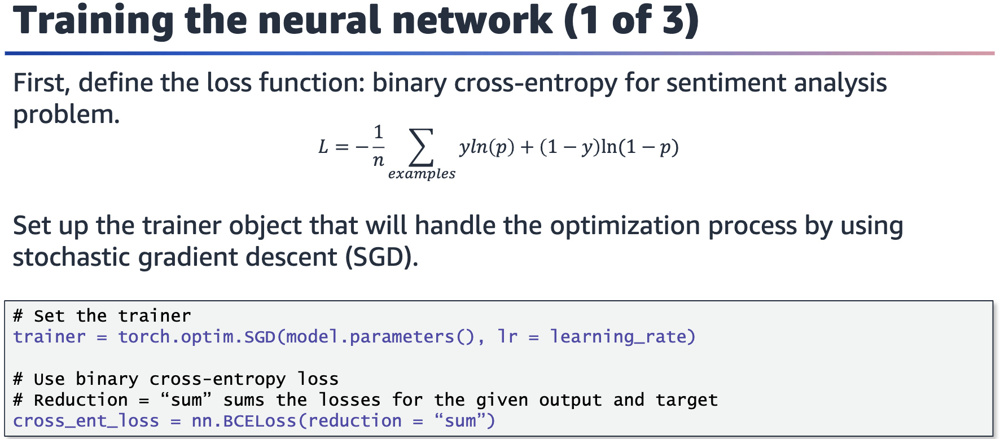 Training the neural network (1 of 3)
First, define the loss function: binary cross-entropy for sentiment analysis
problem.
L = −\frac{1}{n} \sum_{examples} yln(p) + (1 − y)ln(1 − p)
Set up the trainer object that will handle the optimization process by using
stochastic gradient descent (SGD).
# Set the trainer
trainer = torch.optim.SGD(model.parameters(), lr = learning_rate)
# Use binary cross-entropy loss
# Reduction = “sum” sums the losses for the given output and target
cross_ent_loss = nn.BCELoss(reduction = “sum”)